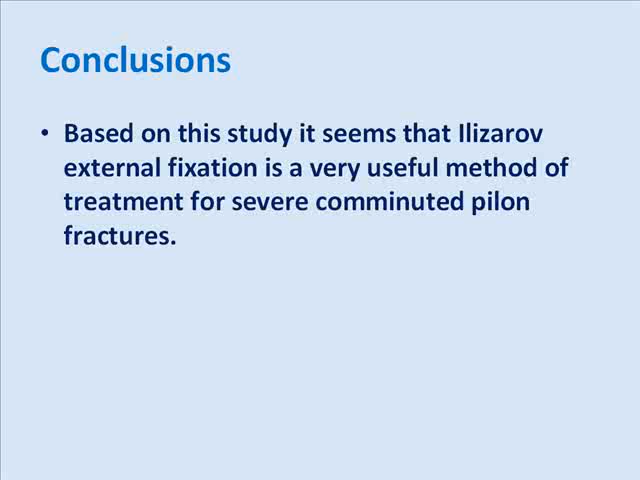 Conclusions
• Based on this study it seems that Ilizarov
external fixation is a very useful method of
treatment for severe comminuted pilon
fractures.